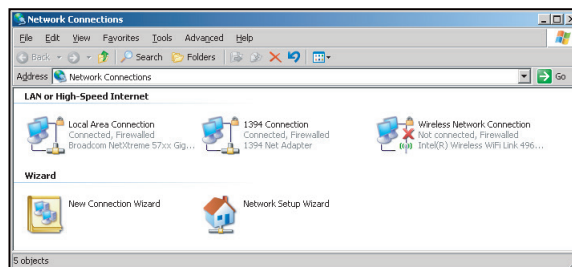 Network Connections
File Edit View Favorites Tools Advanced Help
Back Search Folders
Address Network Connections Go
LAN or High-Speed Internet
Local Area Connection
Connected, Firewalled
Broadcom NetXtreme 57xx Gig...
1394 Connection
Connected, Firewalled
1394 Net Adapter
Wireless Network Connection
Not connected, Firewalled
Intel(R) Wireless WiFi Link 496...
Wizard
New Connection Wizard
Network Setup Wizard
5 objects